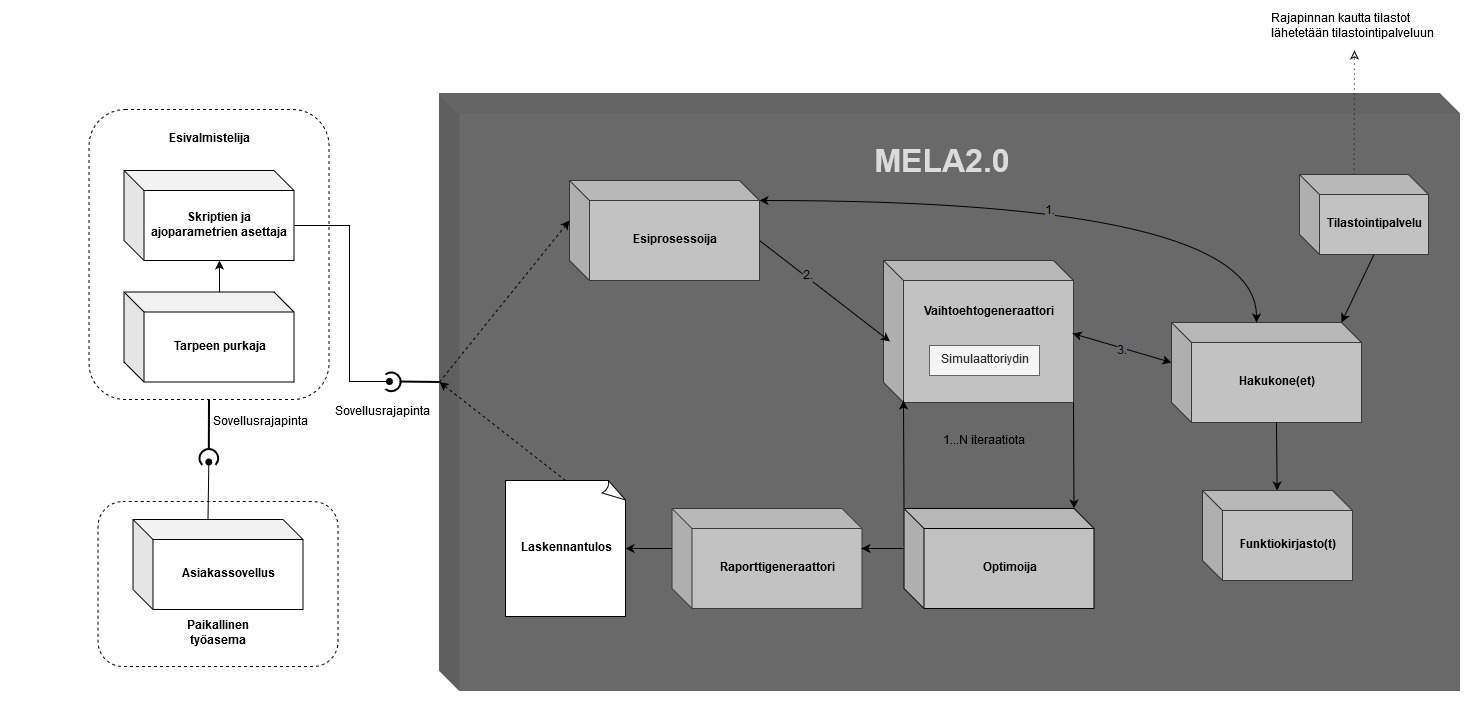 Rajapinnan kautta tilastot
lähetetään tilastointipalveluun
Esivalmistelija
Skriptien ja
ajoparametrien asettaja
Tarpeen purkaja
Sovellusrajapinta
Sovellusrajapinta
Asiakassovellus
Paikallinen
työasema
MELA2.0
Esiprosessoija
1.
2.
Tilastointipalvelu
Vaihtoehtogeneraattori
Simulaattoriydin
3.
Hakukone(et)
1...N iteraatiota
Funktiokirjasto(t)
Laskennantulos
Raporttigeneraattori
Optimoija